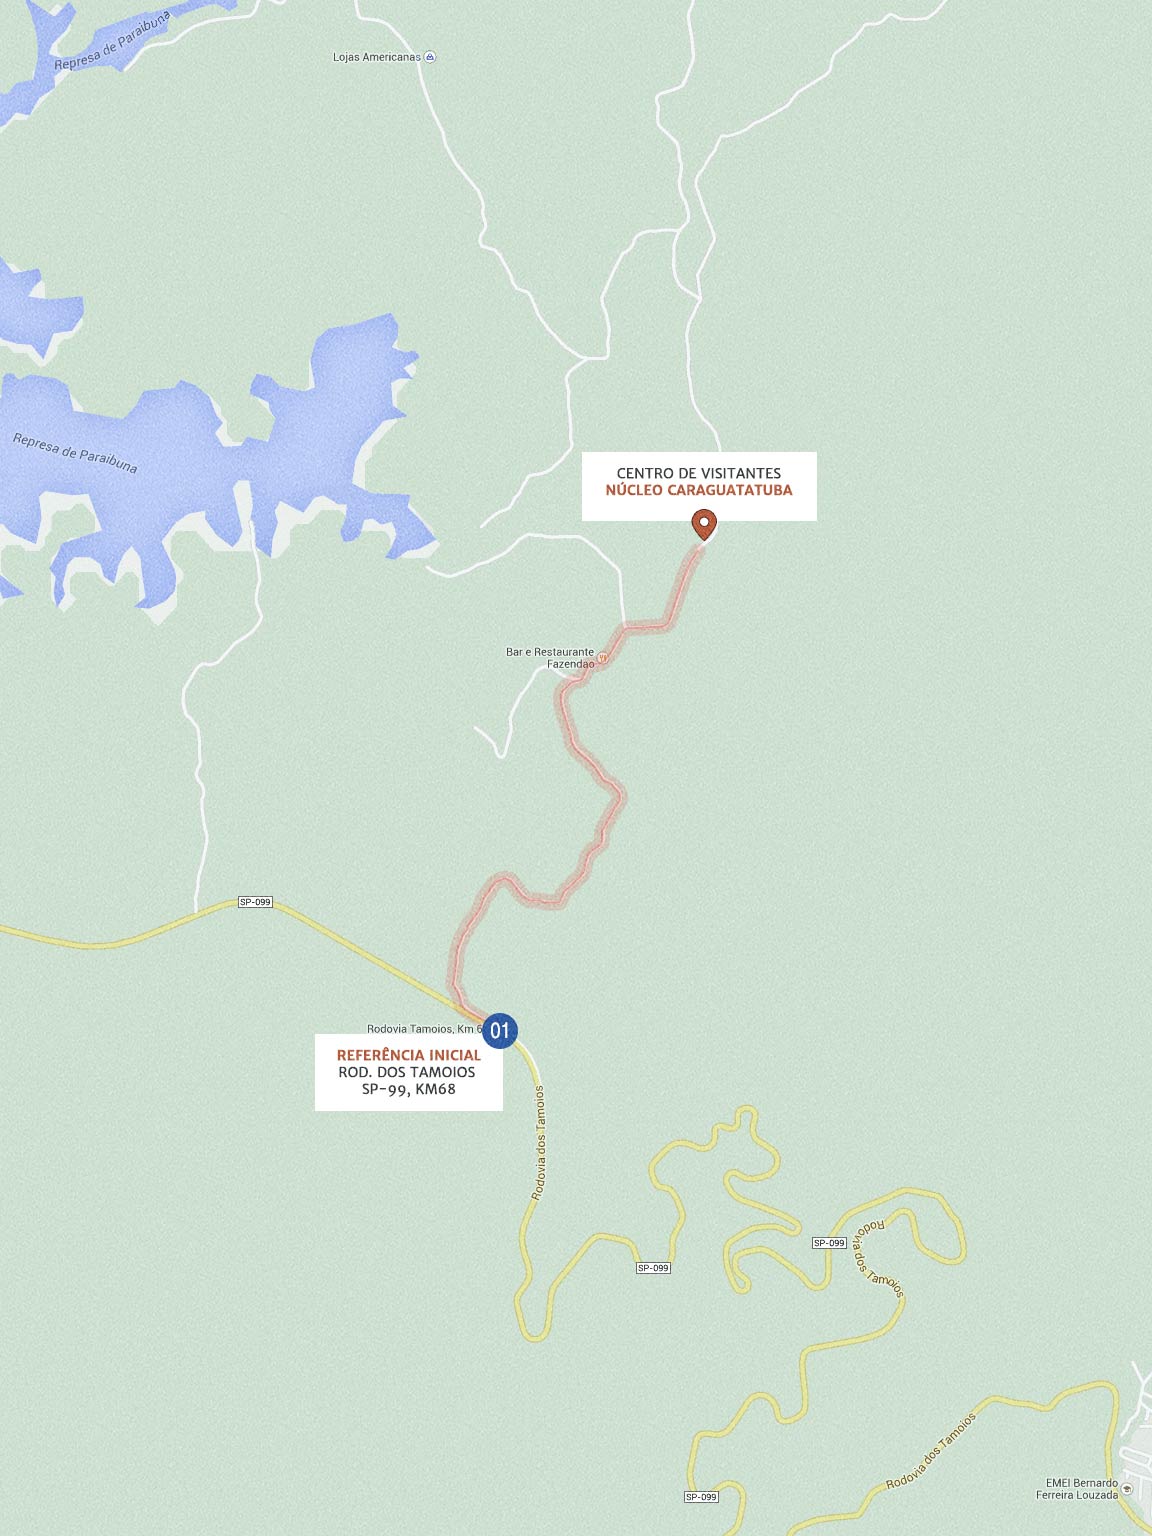 Represa de Paraibuna
Lojas Americanas
Represa de Paraibuna
CENTRO DE VISITANTES
NÚCLEO CARAGUATATUBA
Bar e Restaurante
Fazendao
SP-099
Rodovia Tamoios, Km 6
01
REFERÊNCIA INICIAL
ROD. DOS TAMOIOS
SP-99, KM68
Rodovia dos Tamoios
SP-099
SP-099
Rodovia dos Tamoios
Rodovia dos Tamoios
SP-099
EMEI Bernardo
Ferreira Louzada